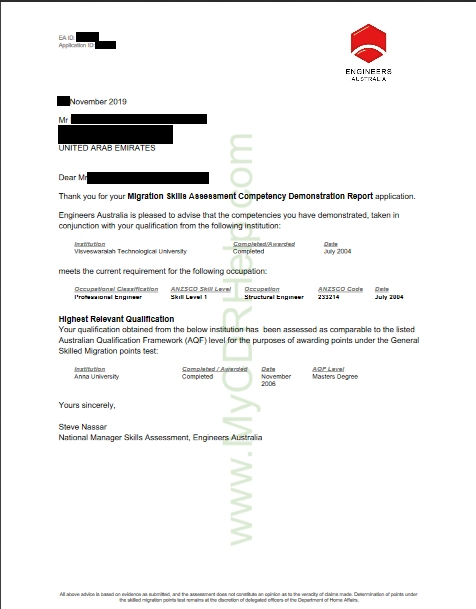 EA ID:
Application ID:
ENGINEERS
AUSTRALIA
November 2019
Mr
UNITED ARAB EMIRATES
Dear Mr
Thank you for your Migration Skills Assessment Competency Demonstration Report application.
Engineers Australia is pleased to advise that the competencies you have demonstrated, taken in
conjunction with your qualification from the following institution:
Institution Completed/Awarded Date
Visveswaraiah Technological University Completed July 2004
meets the current requirement for the following occupation:
Occupational Classification ANZSCO Skill Level Occupation ANZSCO Code Date
Professional Engineer Skill Level 1 Structural Engineer 233214 July 2004
Highest Relevant Qualification
Your qualification obtained from the below institution has been assessed as comparable to the listed
Australian Qualification Framework (AQF) level for the purposes of awarding points under the General
Skilled Migration points test:
Institution Completed / Awarded Date AQF Level
Anna University Completed November Masters Degree
2006
Yours sincerely,
Steve Nassar
National Manager Skills Assessment, Engineers Australia
www.MyCDRHelp.com
All above advice is based on evidence as submitted, and the assessment does not constitute an opinion as to the veracity of claims made. Determination of points under
the skilled migration points test remains at the discretion of delegated officers of the Department of Home Affairs.